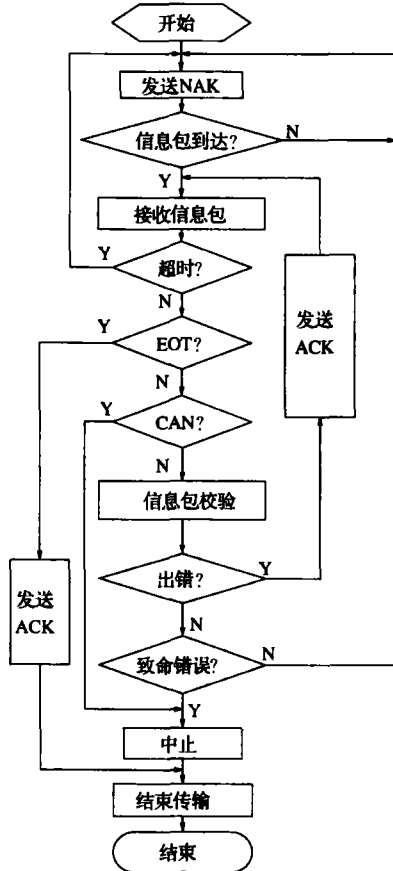 开始
发送NAK
信息包到达?
N
Y
接收信息包
Y
超时?
N
发送
ACK
Y
EOT?
N
Y
CAN?
N
信息包校验
出错?
Y
发送
ACK
N
致命错误?
N
Y
中止
结束传输
结束